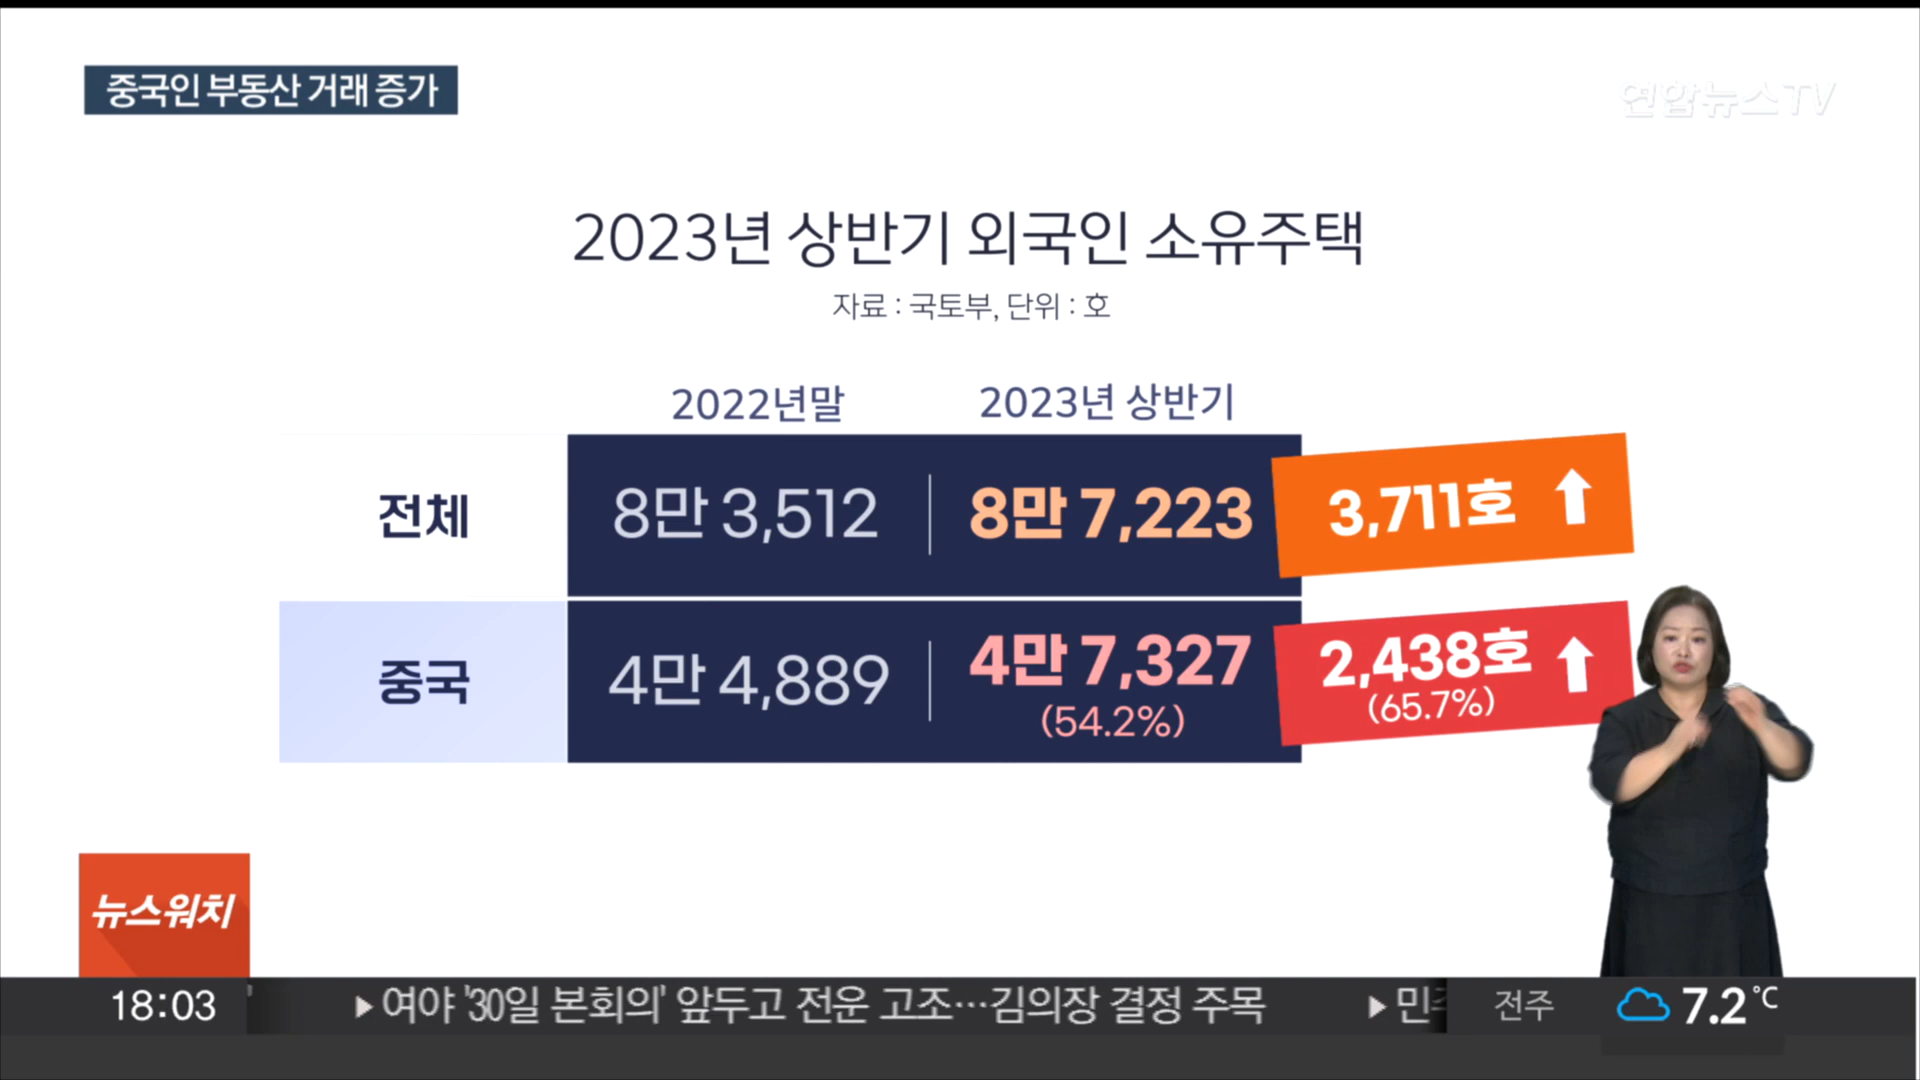 중국인 부동산 거래 증가
연합뉴스TV
2023년 상반기 외국인 소유주택
자료 : 국토부, 단위 : 호
2022년말 2023년 상반기
전체 8만 3,512 8만 7,223 3,711호
중국 4만 4,889 4만 7,327 2,438호
(54.2%) (65.7%)
뉴스워치
18:03 ▶여야 '30일 본회의' 앞두고 전운 고조…김의장 결정 주목 ▶ 전주 7.2℃